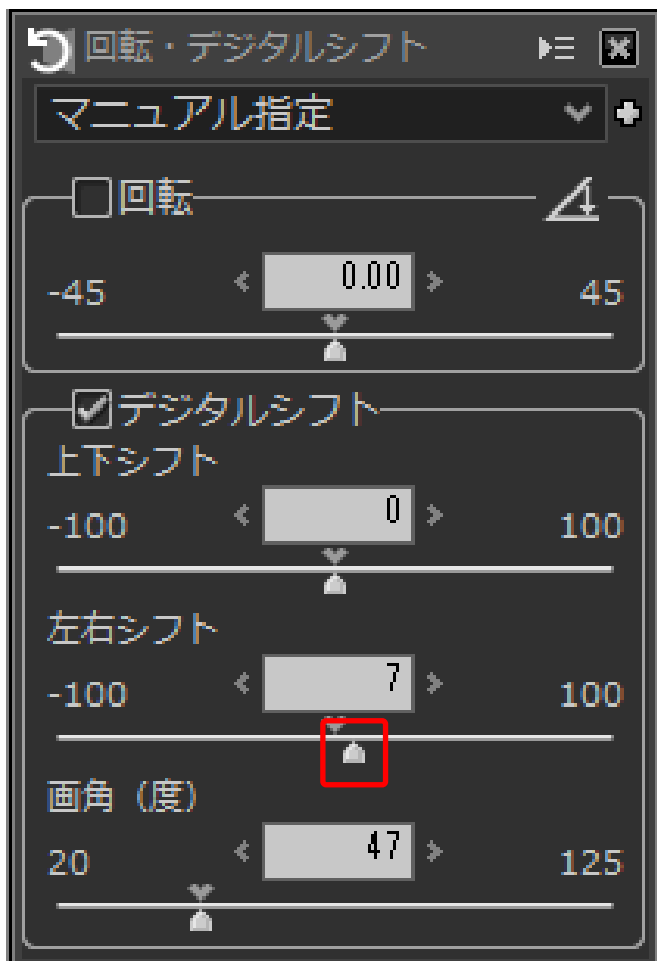 回転・デジタルシフト
マニュアル指定
回転
-45 0.00 45
デジタルシフト
上下シフト
-100 0 100
左右シフト
-100 7 100
画角（度）
20 47 125